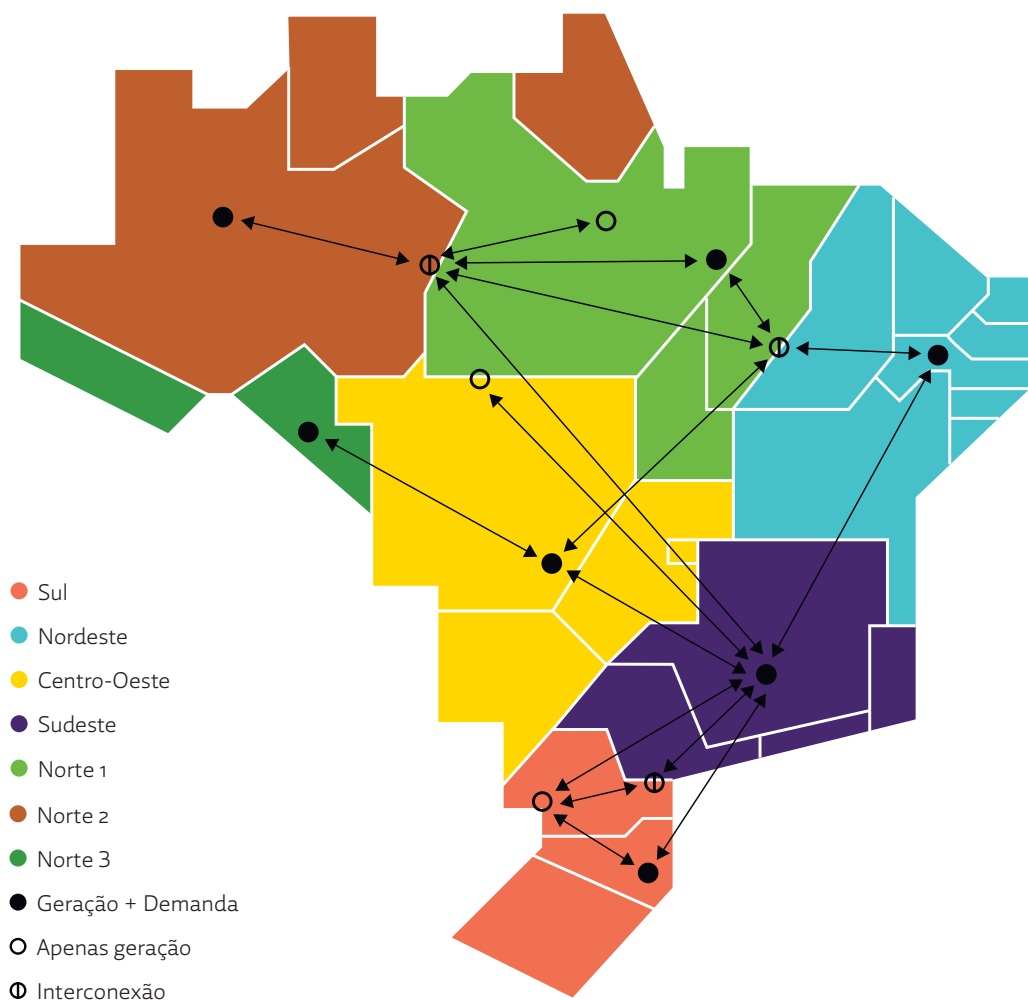 Sul
Nordeste
Centro-Oeste
Sudeste
Norte 1
Norte 2
Norte 3
Geração + Demanda
Apenas geração
Interconexão